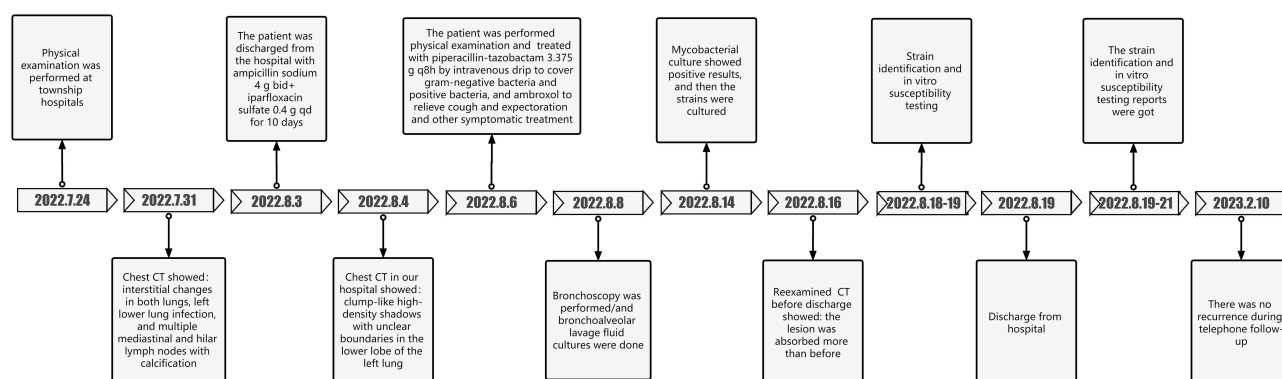 Physical
examination was
performed at
township
hospitals
The patient was
discharged from
the hospital with
ampicillin sodium
4 g bid+
iparfloxacin
sulfate 0.4 g qd
for 10 days
The patient was performed
physical examination and treated
with piperacillin-tazobactam 3.375
g q8h by intravenous drip to cover
gram-negative bacteria and
positive bacteria, and ambroxol to
relieve cough and expectoration
and other symptomatic treatment
Mycobacterial
culture showed
positive results,
and then the
strains were
cultured
Strain
identification and
in vitro
susceptibility
testing
The strain
identification and
in vitro
susceptibility
testing reports
were got
2022.7.24
2022.7.31
2022.8.3
2022.8.4
2022.8.6
2022.8.8
2022.8.14
2022.8.16
2022.8.18-19
2022.8.19
2022.8.19-21
2023.2.10
Chest CT showed:
interstitial changes
in both lungs, left
lower lung infection,
and multiple
mediastinal and hilar
lymph nodes with
calcification
Chest CT in our
hospital showed:
clump-like high-
density shadows
with unclear
boundaries in the
lower lobe of the
left lung
Bronchoscopy was
performed/and
bronchoalveolar
lavage fluid
cultures were done
Reexamined CT
before discharge
showed: the
lesion was
absorbed more
than before
Discharge from
hospital
There was no
recurrence during
telephone follow-
up